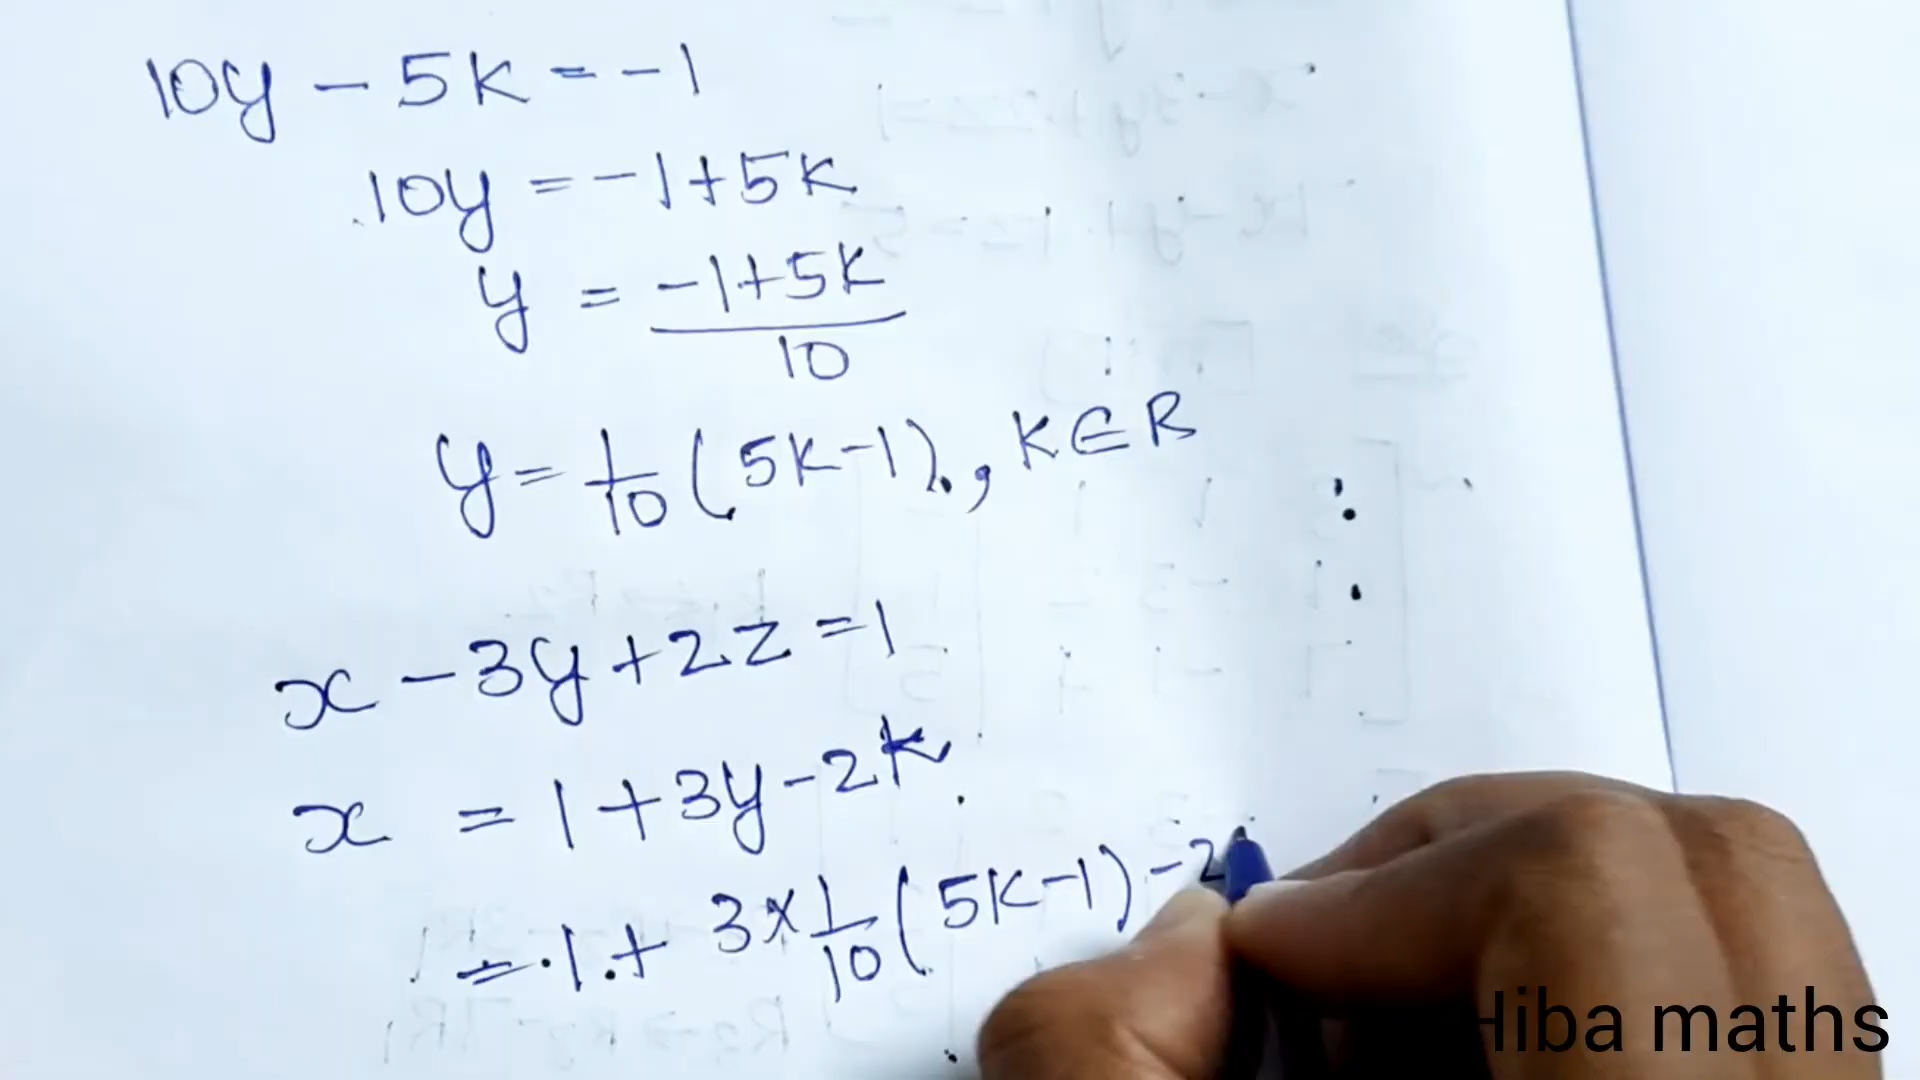 10y - 5k = -1
10y = -1+5k
y = -1+5k
10
y = 1/10 (5k-1), k∈R
x - 3y + 2z = 1
x = 1 + 3y - 2k
= 1 + 3 × 1/10 (5k-1) - 2
Hiba maths